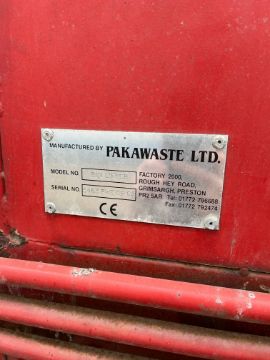 MANUFACTURED BY PAKAWASTE LTD.
MODEL NO
SERIAL NO.
FACTORY 2000,
ROUGH HEY ROAD,
GRIMSARGH, PRESTON
PR2 5AR Tel: 01772 796688
Fax: 01772 792474
CE